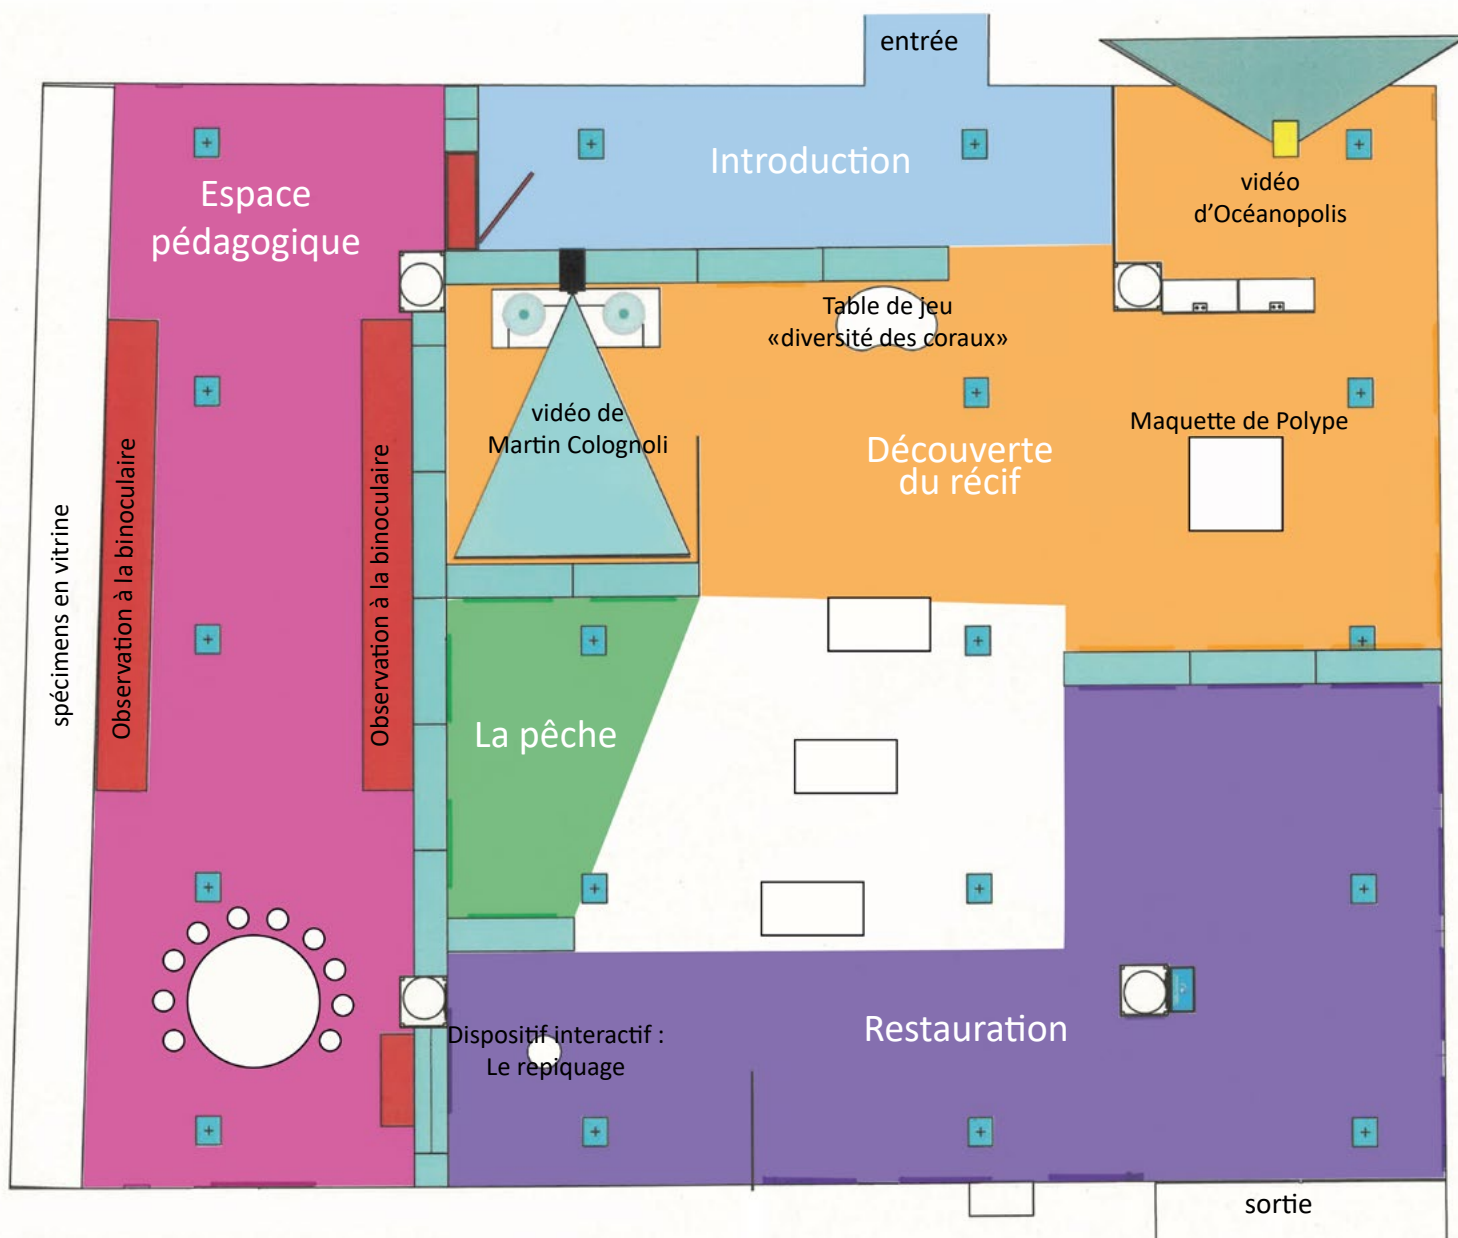 entrée
Introduction
Espace
pédagogique
vidéo
d'Océanopolis
Table de jeu
«diversité des coraux»
vidéo de
Martin Colognoli
Découverte
du récif
Maquette de Polype
spécimens en vitrine
Observation à la binoculaire
Observation à la binoculaire
La pêche
Dispositif interactif :
Le repiquage
Restauration
sortie